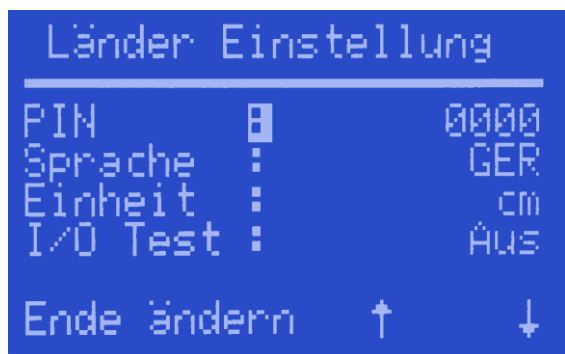 Länder Einstellung
PIN : 0000
Sprache : GER
Einheit : cm
I/O Test : Aus
Ende ändern ↑ ↓